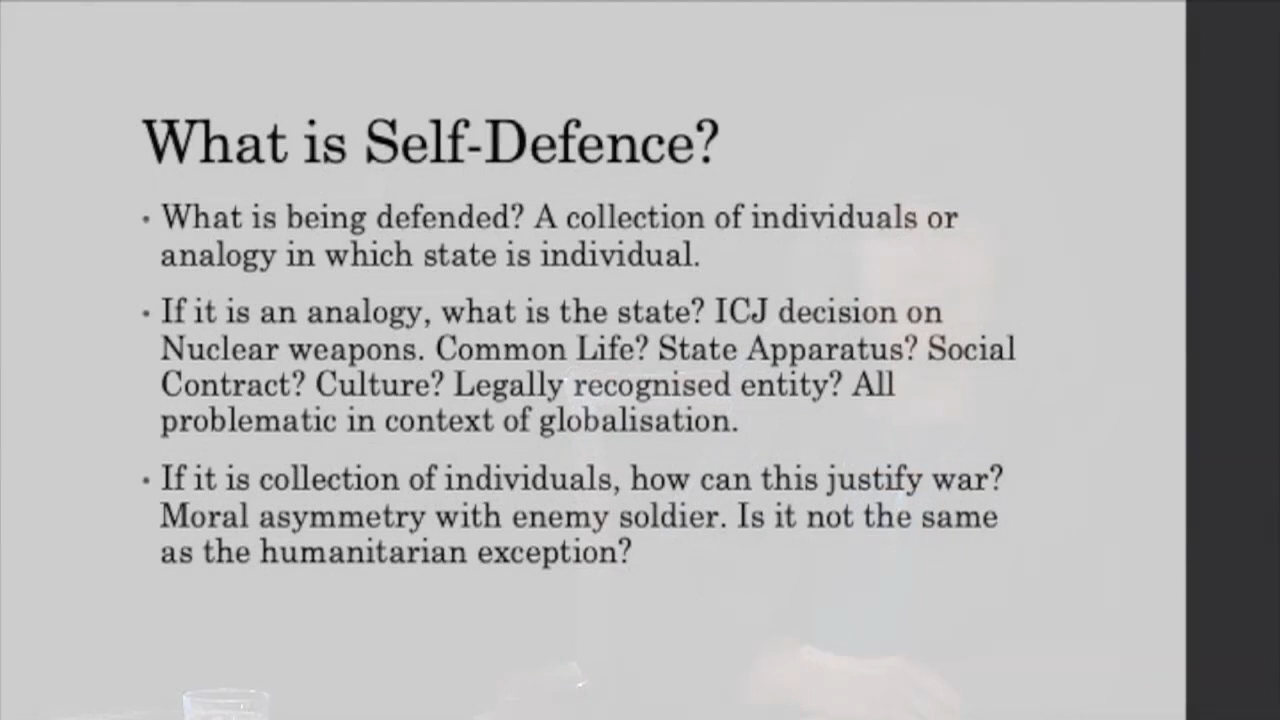 What is Self-Defence?
• What is being defended? A collection of individuals or
analogy in which state is individual.
• If it is an analogy, what is the state? ICJ decision on
Nuclear weapons. Common Life? State Apparatus? Social
Contract? Culture? Legally recognised entity? All
problematic in context of globalisation.
• If it is collection of individuals, how can this justify war?
Moral asymmetry with enemy soldier. Is it not the same
as the humanitarian exception?